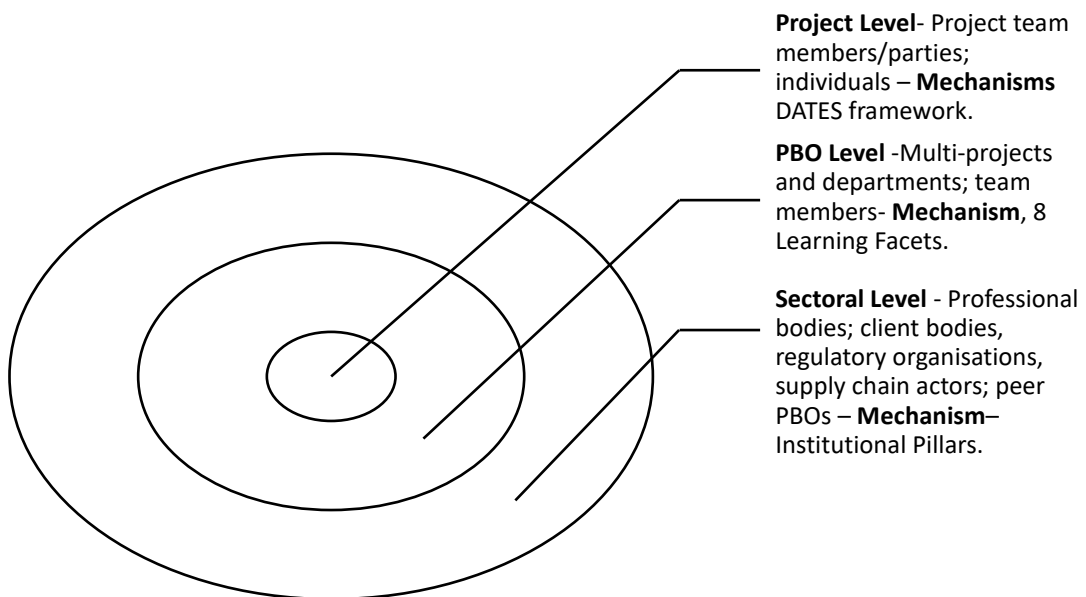 Project Level- Project team
members/parties;
individuals – Mechanisms
DATES framework.
PBO Level -Multi-projects
and departments; team
members- Mechanism, 8
Learning Facets.
Sectoral Level - Professional
bodies; client bodies,
regulatory organisations,
supply chain actors; peer
PBOs – Mechanism–
Institutional Pillars.